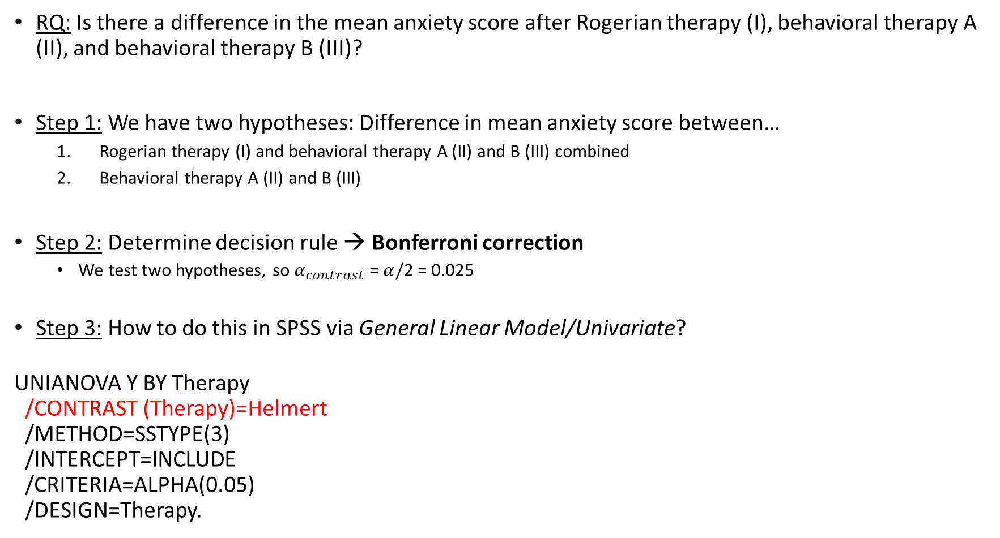 • RQ: Is there a difference in the mean anxiety score after Rogerian therapy (I), behavioral therapy A
(II), and behavioral therapy B (III)?
• Step 1: We have two hypotheses: Difference in mean anxiety score between…
1. Rogerian therapy (I) and behavioral therapy A (II) and B (III) combined
2. Behavioral therapy A (II) and B (III)
• Step 2: Determine decision rule → Bonferroni correction
• We test two hypotheses, so α_contrast = α/2 = 0.025
• Step 3: How to do this in SPSS via General Linear Model/Univariate?
UNIANOVA Y BY Therapy
/CONTRAST (Therapy)=Helmert
/METHOD=SSTYPE(3)
/INTERCEPT=INCLUDE
/CRITERIA=ALPHA(0.05)
/DESIGN=Therapy.